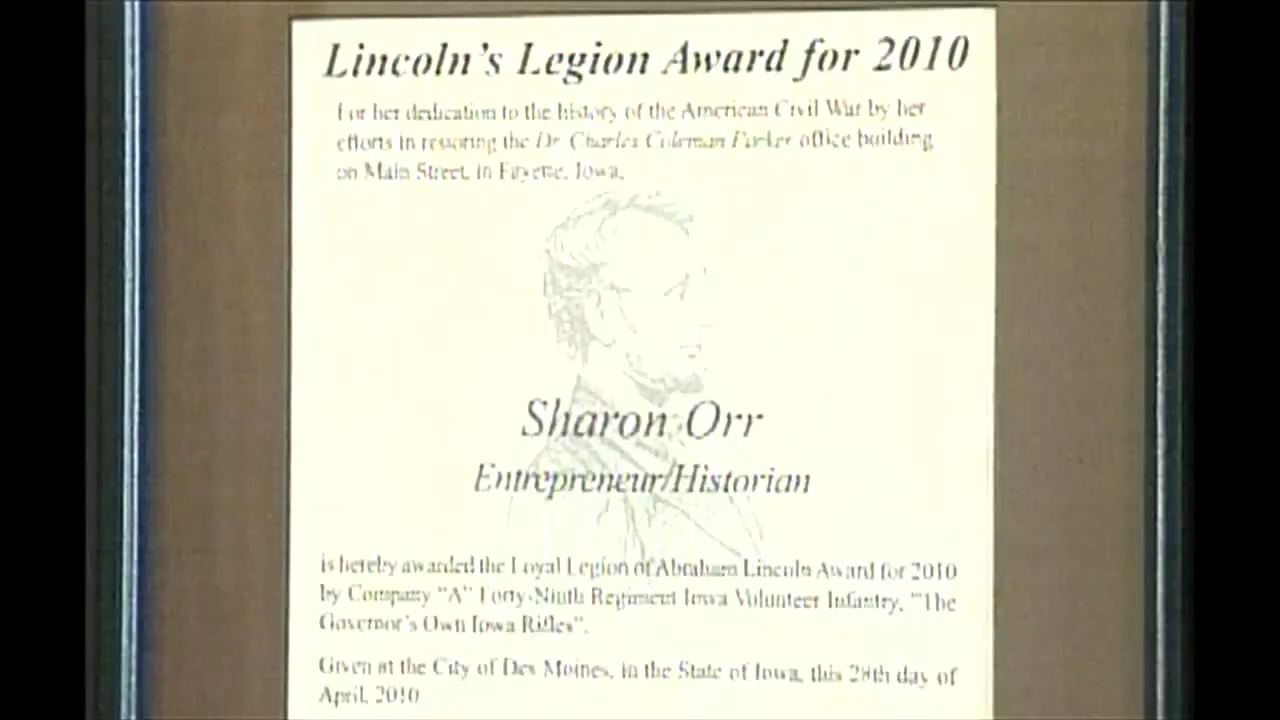 Lincoln's Legion Award for 2010
For her dedication to the history of the American Civil War by her
efforts in restoring the Dr Charles Coleman Parker office building
on Main Street, in Fayette, Iowa,
Sharon Orr
Entrepreneur/Historian
is hereby awarded the Loyal Legion of Abraham Lincoln Award for 2010
by Company "A" Forty-Ninth Regiment Iowa Volunteer Infantry, "The
Governor's Own Iowa Rifles".
Given at the City of Des Moines, in the State of Iowa, this 28th day of
April, 2010